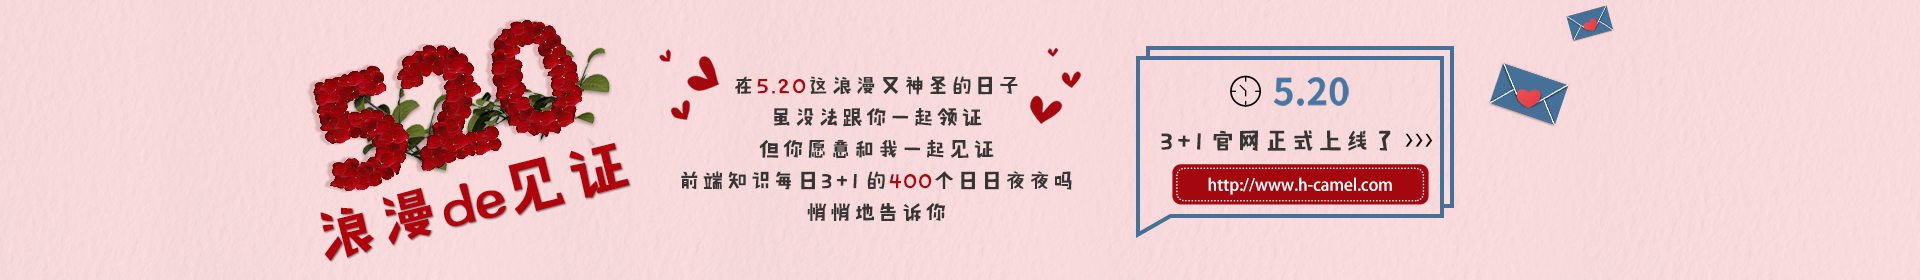 520
浪漫de见证
在5.20这浪漫又神圣的日子
虽没法跟你一起领证
但你愿意和我一起见证
前端知识每日3+1的400个日日夜夜吗
悄悄地告诉你
5.20
3+1官网正式上线了 >>>
http://www.h-camel.com